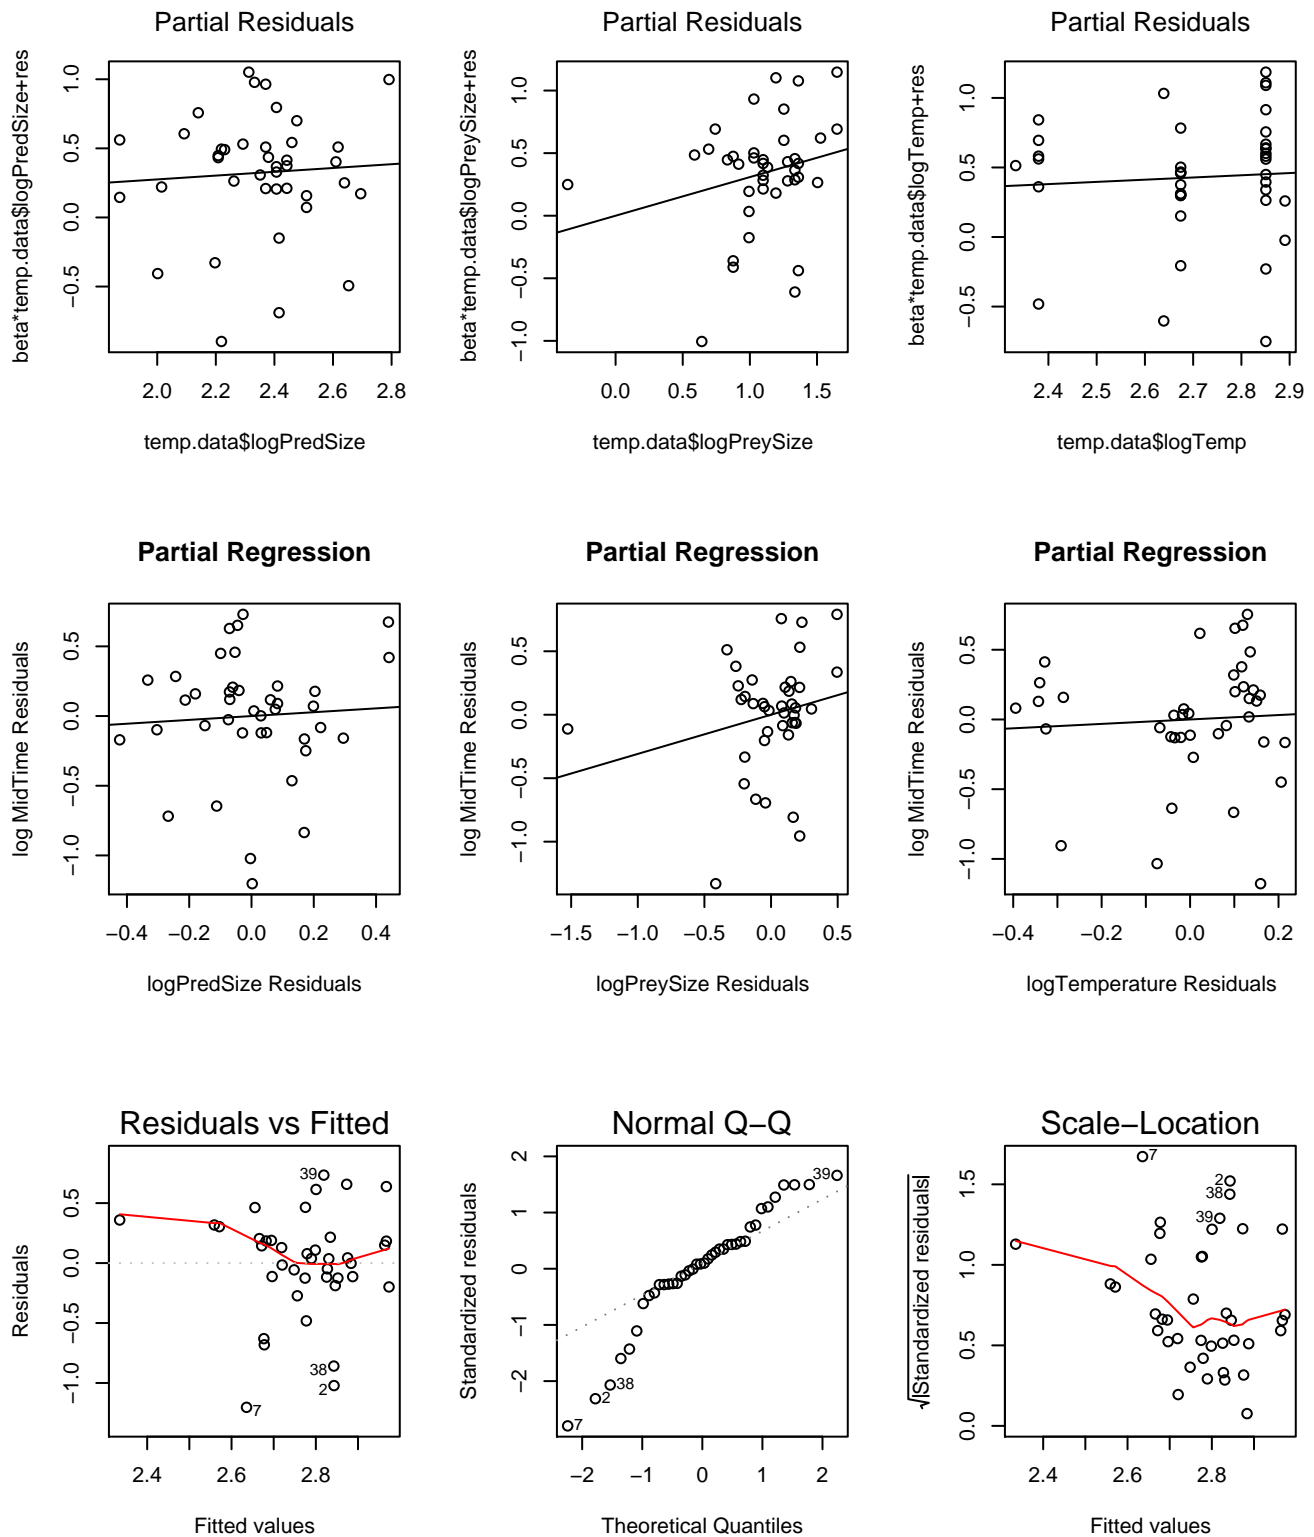 Partial Residuals
beta*temp.data$logPredSize+res
1.0
0.5
0.0
−0.5
2.0 2.2 2.4 2.6 2.8
temp.data$logPredSize
Partial Residuals
beta*temp.data$logPreySize+res
1.0
0.5
0.0
−0.5
−1.0
0.0 1.0 1.5
temp.data$logPreySize
Partial Residuals
beta*temp.data$logTemp+res
1.0
0.5
0.0
−0.5
2.4 2.5 2.6 2.7 2.8 2.9
temp.data$logTemp
Partial Regression
log MidTime Residuals
0.5
0.0
−0.5
−1.0
−0.4 −0.2 0.0 0.2 0.4
logPredSize Residuals
Partial Regression
log MidTime Residuals
0.5
0.0
−0.5
−1.0
−1.5 −0.5 0.0 0.5
logPreySize Residuals
Partial Regression
log MidTime Residuals
0.5
0.0
−0.5
−1.0
−0.4 −0.2 0.0 0.2
logTemperature Residuals
Residuals vs Fitted
Residuals
0.5
0.0
−0.5
−1.0
39
38
2
7
2.4 2.6 2.8
Fitted values
Normal Q−Q
Standardized residuals
2
1
0
−1
−2
39
38
2
7
−2 −1 0 1 2
Theoretical Quantiles
Scale−Location
√|Standardized residuals|
1.5
1.0
0.5
0.0
7
2
38
39
2.4 2.6 2.8
Fitted values